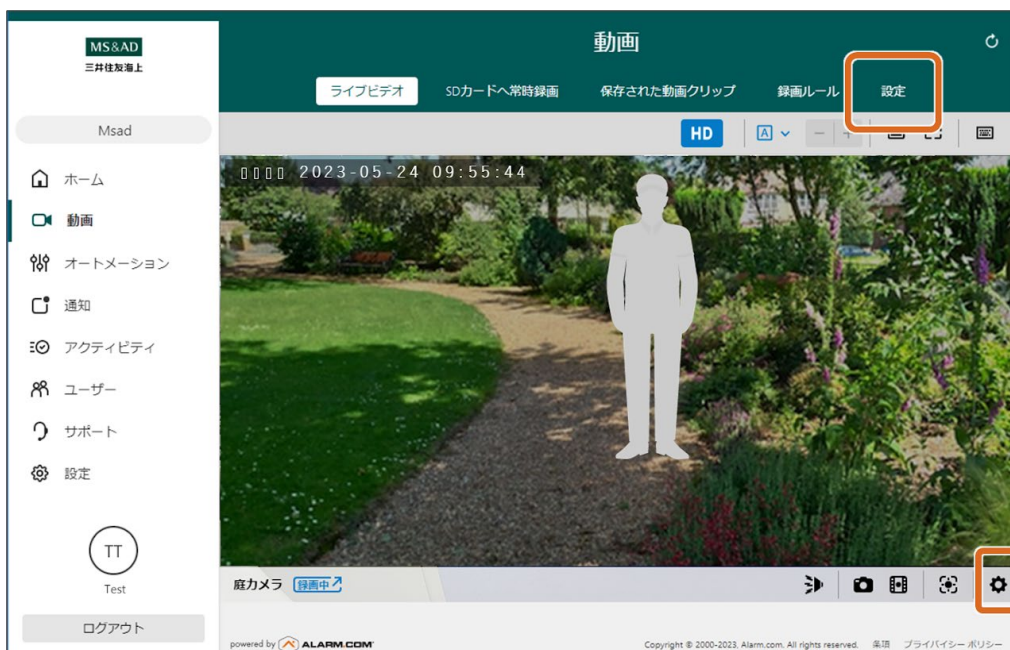 MS&AD
三井住友海上
Msad
ホーム
動画
オートメーション
通知
アクティビティ
ユーザー
サポート
設定
TT
Test
ログアウト
動画
ライブビデオ
SDカードへ常時録画
保存された動画クリップ
録画ルール
設定
HD
A
2023-05-24 09:55:44
庭カメラ 録画中
powered by ALARM.COM
Copyright © 2000-2023, Alarm.com. All rights reserved. 条項 プライバシー ポリシー